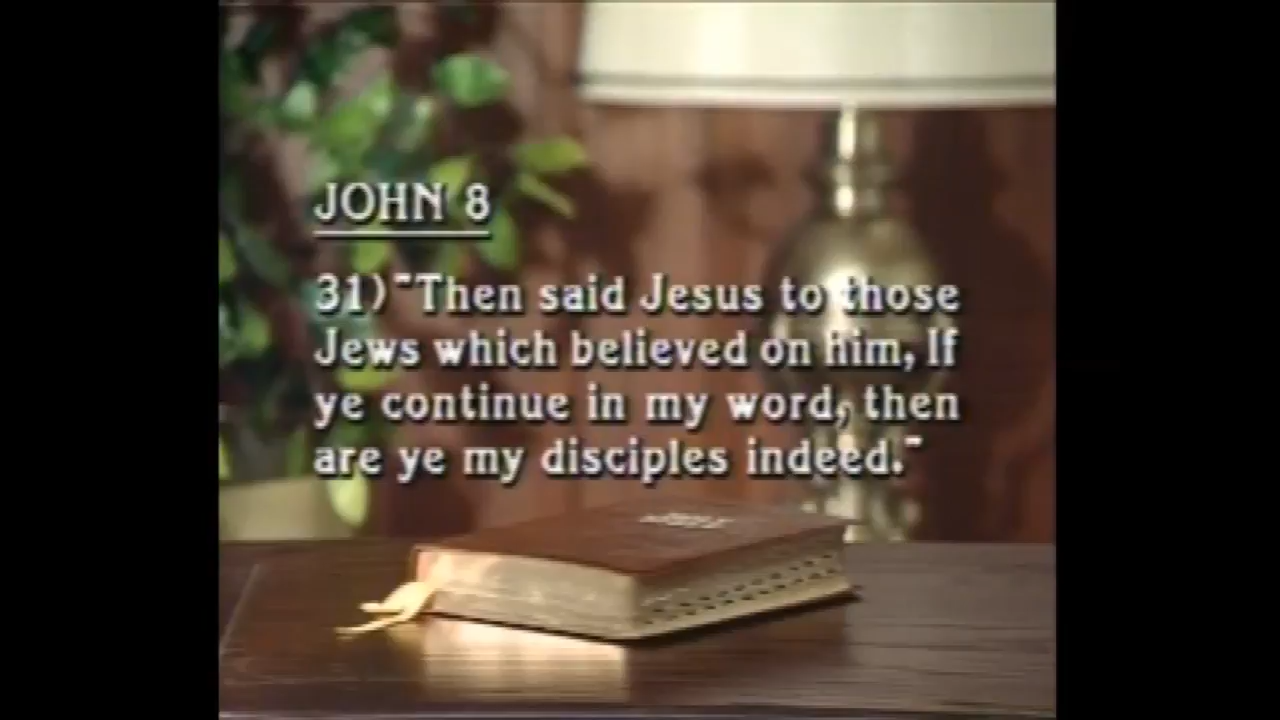 JOHN 8
31) "Then said Jesus to those
Jews which believed on him, If
ye continue in my word, then
are ye my disciples indeed."